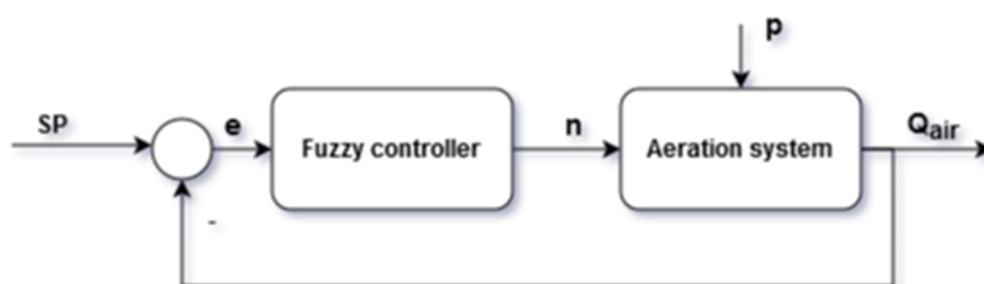 p
SP
e
Fuzzy controller
n
Aeration system
Qair
-